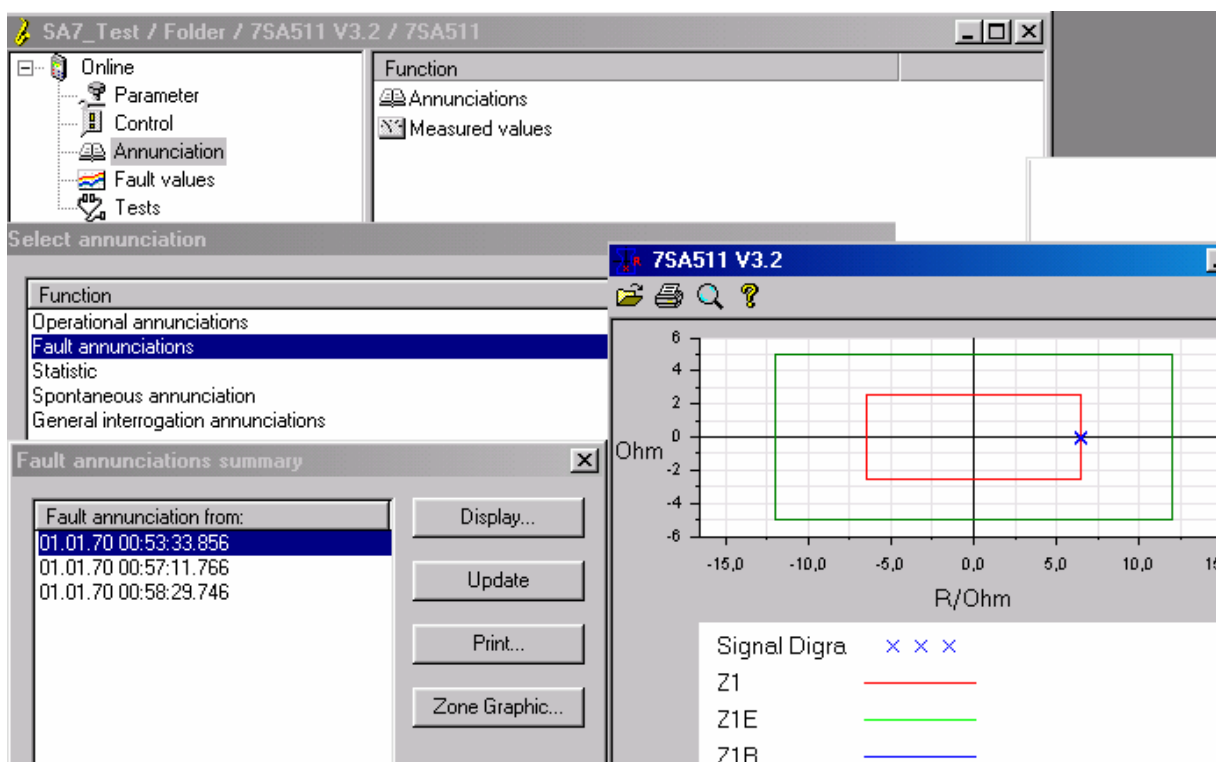 SA7_Test / Folder / 7SA511 V3.2 / 7SA511
Online
Parameter
Control
Annunciation
Fault values
Tests
Function
Annunciations
Measured values
Select annunciation
Function
Operational annunciations
Fault annunciations
Statistic
Spontaneous annunciation
General interrogation annunciations
Fault annunciations summary
Fault annunciation from:
01.01.70 00:53:33.856
01.01.70 00:57:11.766
01.01.70 00:58:29.746
Display...
Update
Print...
Zone Graphic...
7SA511 V3.2
6
4
2
0
-2
-4
-6
Ohm
-15,0 -10,0 -5,0 0,0 5,0 10,0
R/Ohm
Signal Digra
Z1
Z1E
Z1B